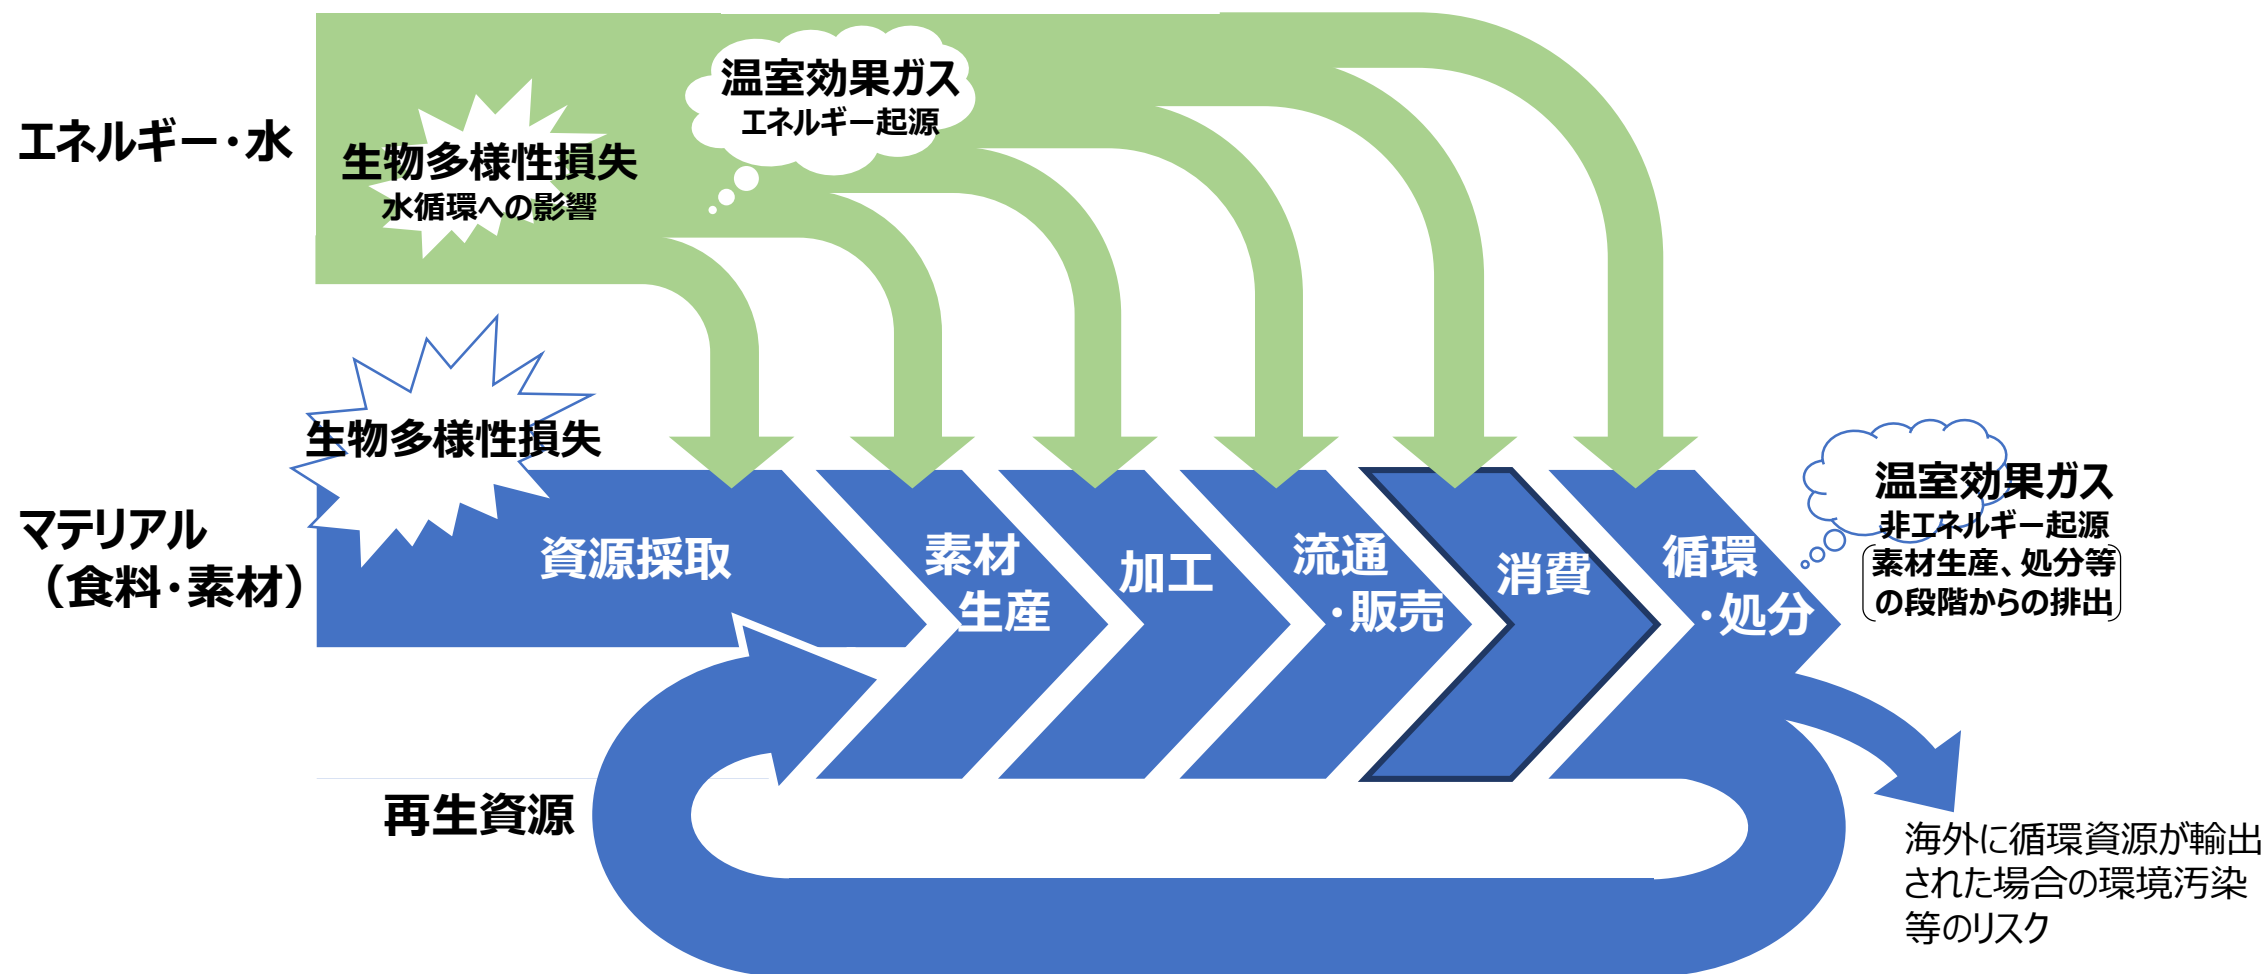 エネルギー・水
生物多様性損失
水循環への影響
温室効果ガス
エネルギー起源
生物多様性損失
マテリアル
（食料・素材）
資源採取
素材
生産
加工
流通
・販売
消費
循環
・処分
温室効果ガス
非エネルギー起源
素材生産、処分等
の段階からの排出
再生資源
海外に循環資源が輸出
された場合の環境汚染
等のリスク